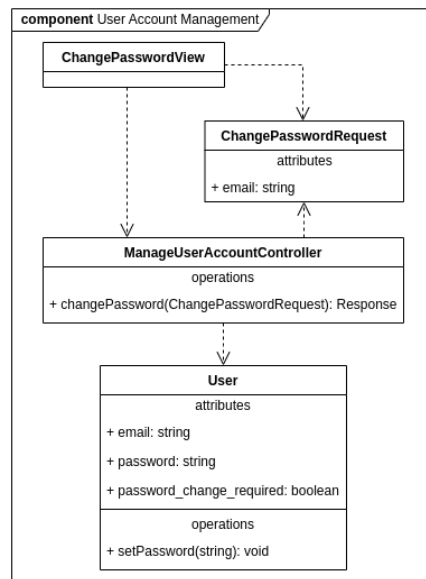 component User Account Management
ChangePasswordView
ChangePasswordRequest
attributes
+ email: string
ManageUserAccountController
operations
+ changePassword(ChangePasswordRequest): Response
User
attributes
+ email: string
+ password: string
+ password_change_required: boolean
operations
+ setPassword(string): void